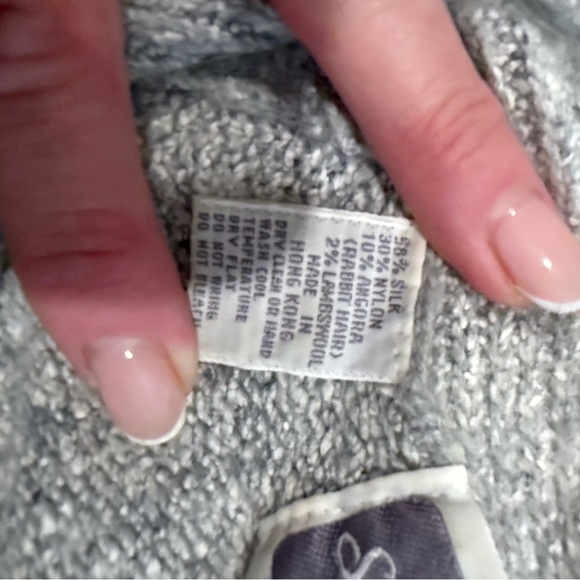 58% SILK
30% NYLON
10% ANGORA
(RABBIT HAIR)
2% LAMBSWOOL
MADE IN
HONG KONG
DRY CLEAN OR HAND
WASH COOL
TEMPERATURE
DRY FLAT
DO NOT WRING
DO NOT BLEACH